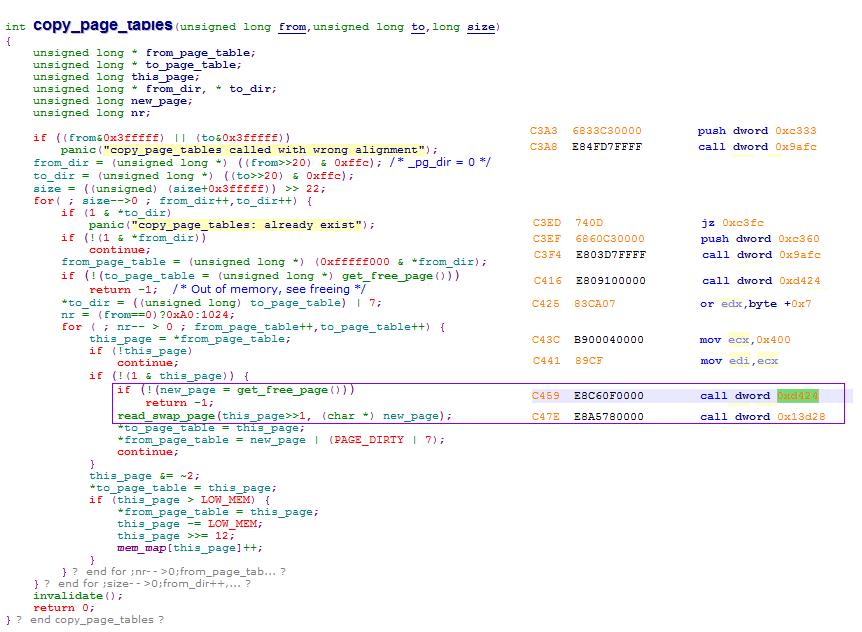 int copy_page_tables(unsigned long from,unsigned long to,long size)
{
unsigned long * from_page_table;
unsigned long * to_page_table;
unsigned long this_page;
unsigned long * from_dir, * to_dir;
unsigned long new_page;
unsigned long nr;
if ((from&0x3fffff) || (to&0x3fffff)) C3A3 6833C30000 push dword 0xc333
panic("copy_page_tables called with wrong alignment"); C3A8 E84FD7FFFF call dword 0x9afc
from_dir = (unsigned long *) ((from>>20) & 0xffc); /* _pg_dir = 0 */
to_dir = (unsigned long *) ((to>>20) & 0xffc);
size = ((unsigned) (size+0x3fffff)) >> 22;
for( ; size-->0 ; from_dir++,to_dir++) {
if (1 & *to_dir)
panic("copy_page_tables: already exist"); C3ED 740D jz 0xc3fc
if (!(1 & *from_dir)) C3EF 6860C30000 push dword 0xc360
continue; C3F4 E803D7FFFF call dword 0x9afc
from_page_table = (unsigned long *) (0xfffff000 & *from_dir);
if (!(to_page_table = (unsigned long *) get_free_page())) C416 E809100000 call dword 0xd424
return -1; /* Out of memory, see freeing */
*to_dir = ((unsigned long) to_page_table) | 7; C425 83CA07 or edx,byte +0x7
nr = (from==0)?0xA0:1024;
for ( ; nr-- > 0 ; from_page_table++,to_page_table++) {
this_page = *from_page_table; C43C B900040000 mov ecx,0x400
if (!this_page)
continue; C441 89CF mov edi,ecx
if (!(1 & this_page)) {
if (!(new_page = get_free_page())) C459 E8C60F0000 call dword 0xd424
return -1;
read_swap_page(this_page>>1, (char *) new_page); C47E E8A5780000 call dword 0x13d28
*to_page_table = this_page;
*from_page_table = new_page | (PAGE_DIRTY | 7);
continue;
}
this_page &= ~2;
*to_page_table = this_page;
if (this_page > LOW_MEM) {
*from_page_table = this_page;
this_page -= LOW_MEM;
this_page >>= 12;
mem_map[this_page]++;
}
} ? end for ;nr-->0;from_page_tab... ?
} ? end for ;size-->0;from_dir++,... ?
invalidate();
return 0;
} ? end copy_page_tables ?